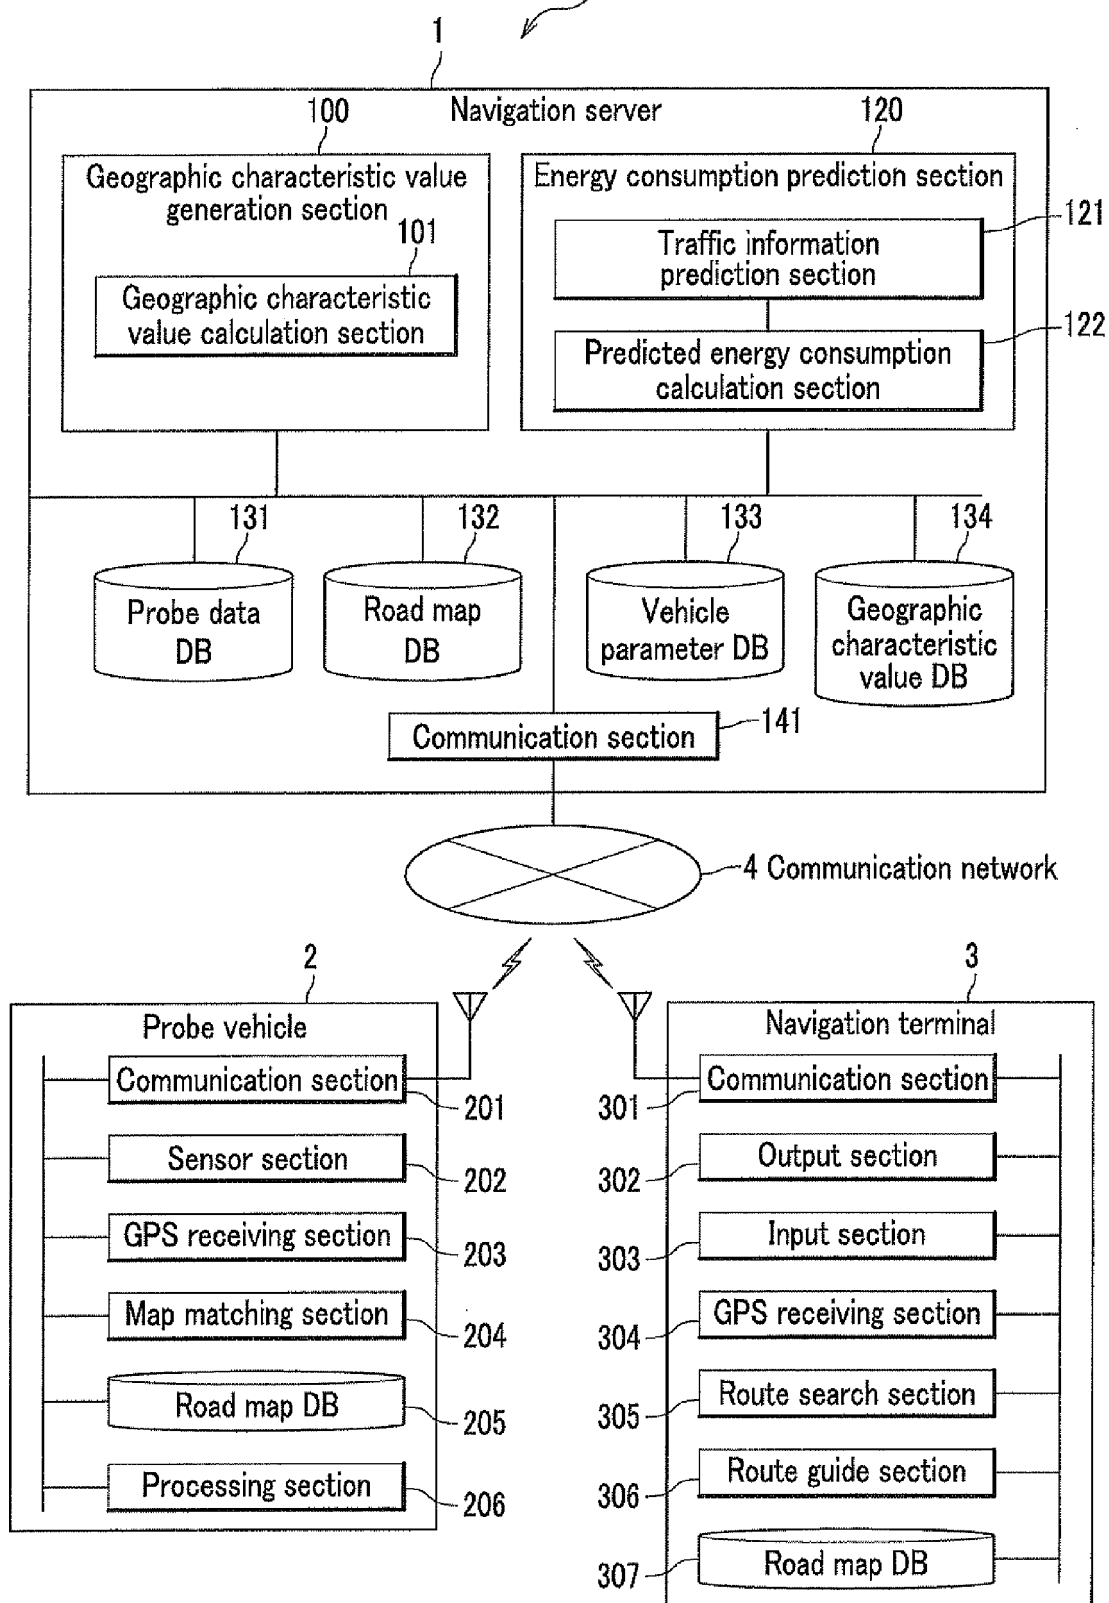 1
Navigation server
100
Geographic characteristic value
generation section
101
Geographic characteristic
value calculation section
120
Energy consumption prediction section
121
Traffic information
prediction section
122
Predicted energy consumption
calculation section
131
Probe data
DB
132
Road map
DB
133
Vehicle
parameter DB
134
Geographic
characteristic
value DB
Communication section
141
4 Communication network
2
Probe vehicle
Communication section
201
Sensor section
202
GPS receiving section
203
Map matching section
204
Road map DB
205
Processing section
206
3
Navigation terminal
Communication section
301
Output section
302
Input section
303
GPS receiving section
304
Route search section
305
Route guide section
306
Road map DB
307